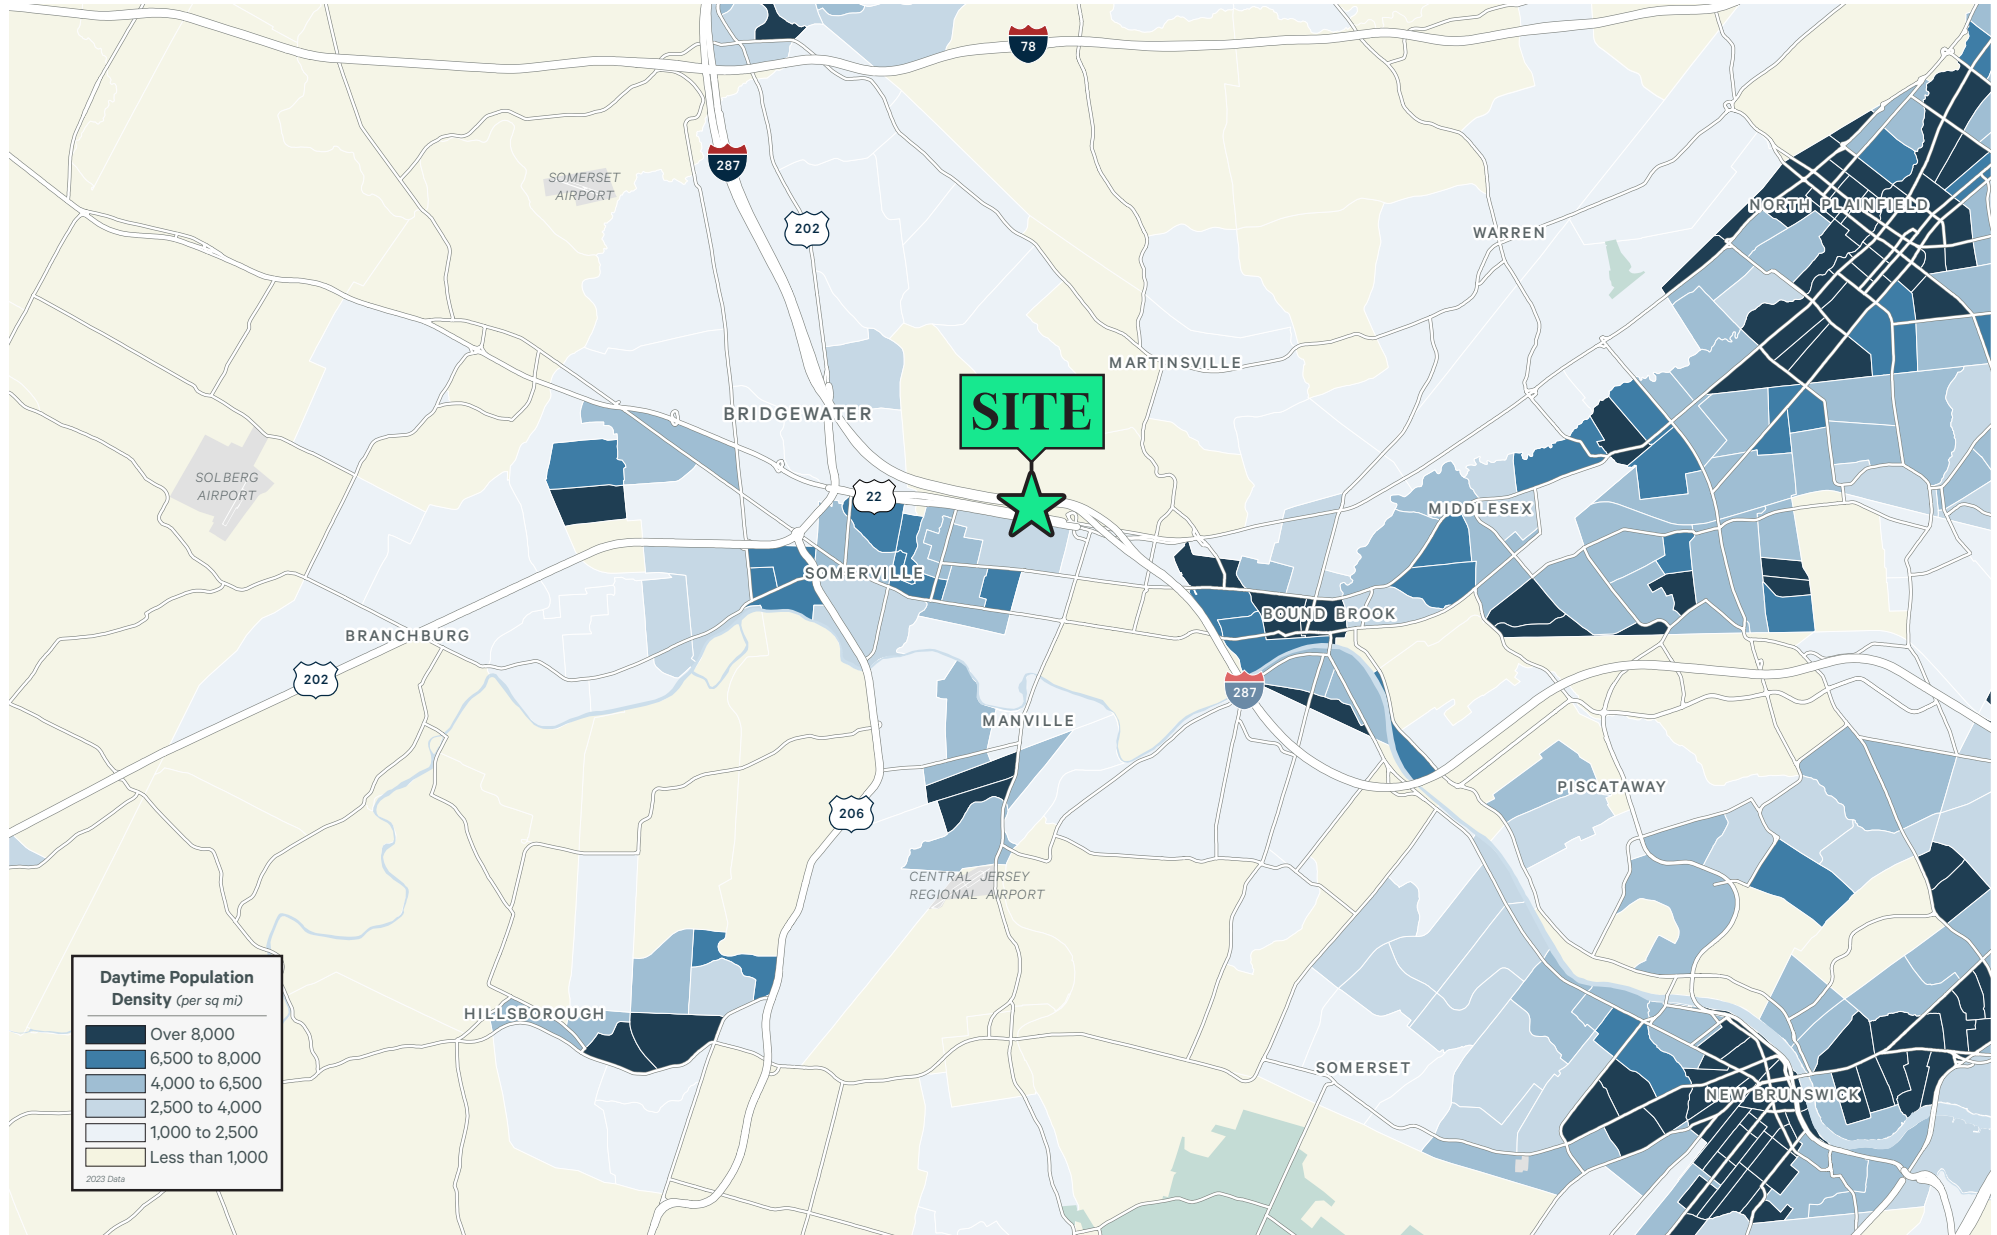 78
287
SOMERSET
AIRPORT
202
NORTH PLAINFIELD
WARREN
MARTINSVILLE
BRIDGEWATER
SITE
SOLBERG
AIRPORT
22
MIDDLESEX
SOMERVILLE
BOUND BROOK
BRANCHBURG
202
287
MANVILLE
PISCATAWAY
206
CENTRAL JERSEY
REGIONAL AIRPORT
HILLSBOROUGH
SOMERSET
NEW BRUNSWICK
Daytime Population
Density (per sq mi)
Over 8,000
6,500 to 8,000
4,000 to 6,500
2,500 to 4,000
1,000 to 2,500
Less than 1,000
2023 Data